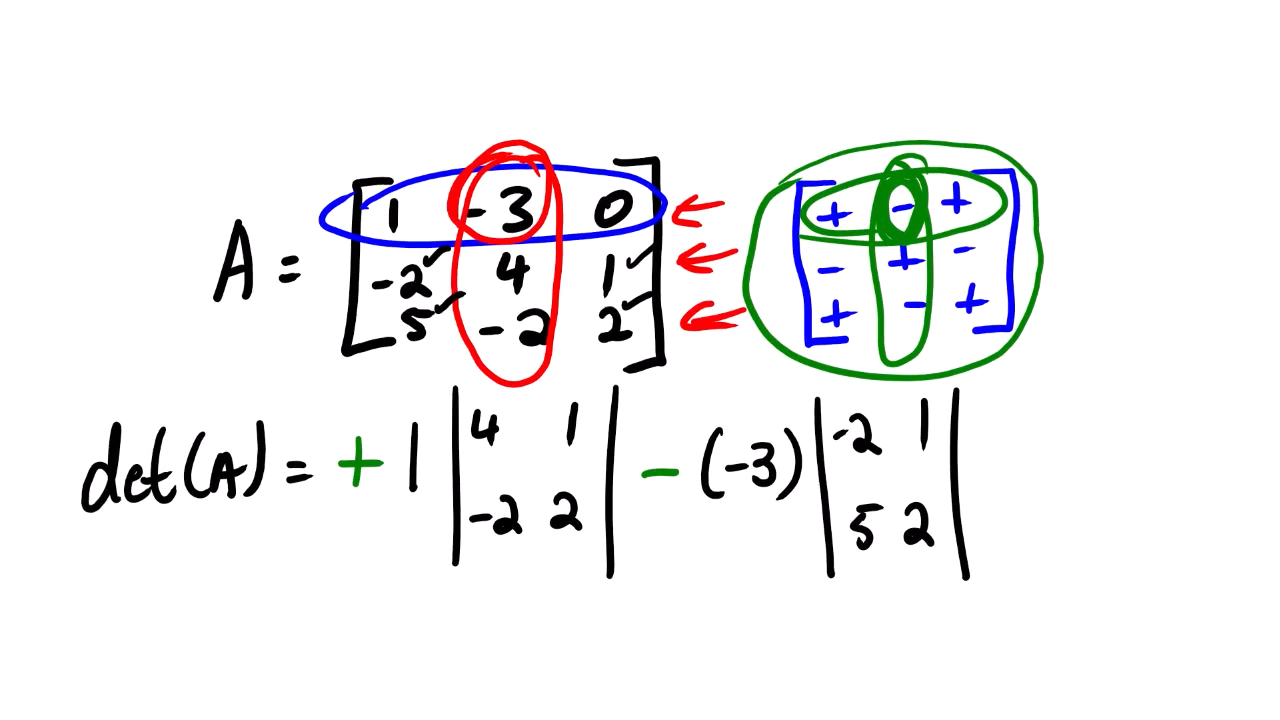 A = [ 1 -3 0 ] [ + - + ]
[ -2 4 1 ] [ - + - ]
[ 5 -2 2 ] [ + - + ]
det(A) = + 1 | 4 1 | - (-3) | -2 1 |
| -2 2 | | 5 2 |